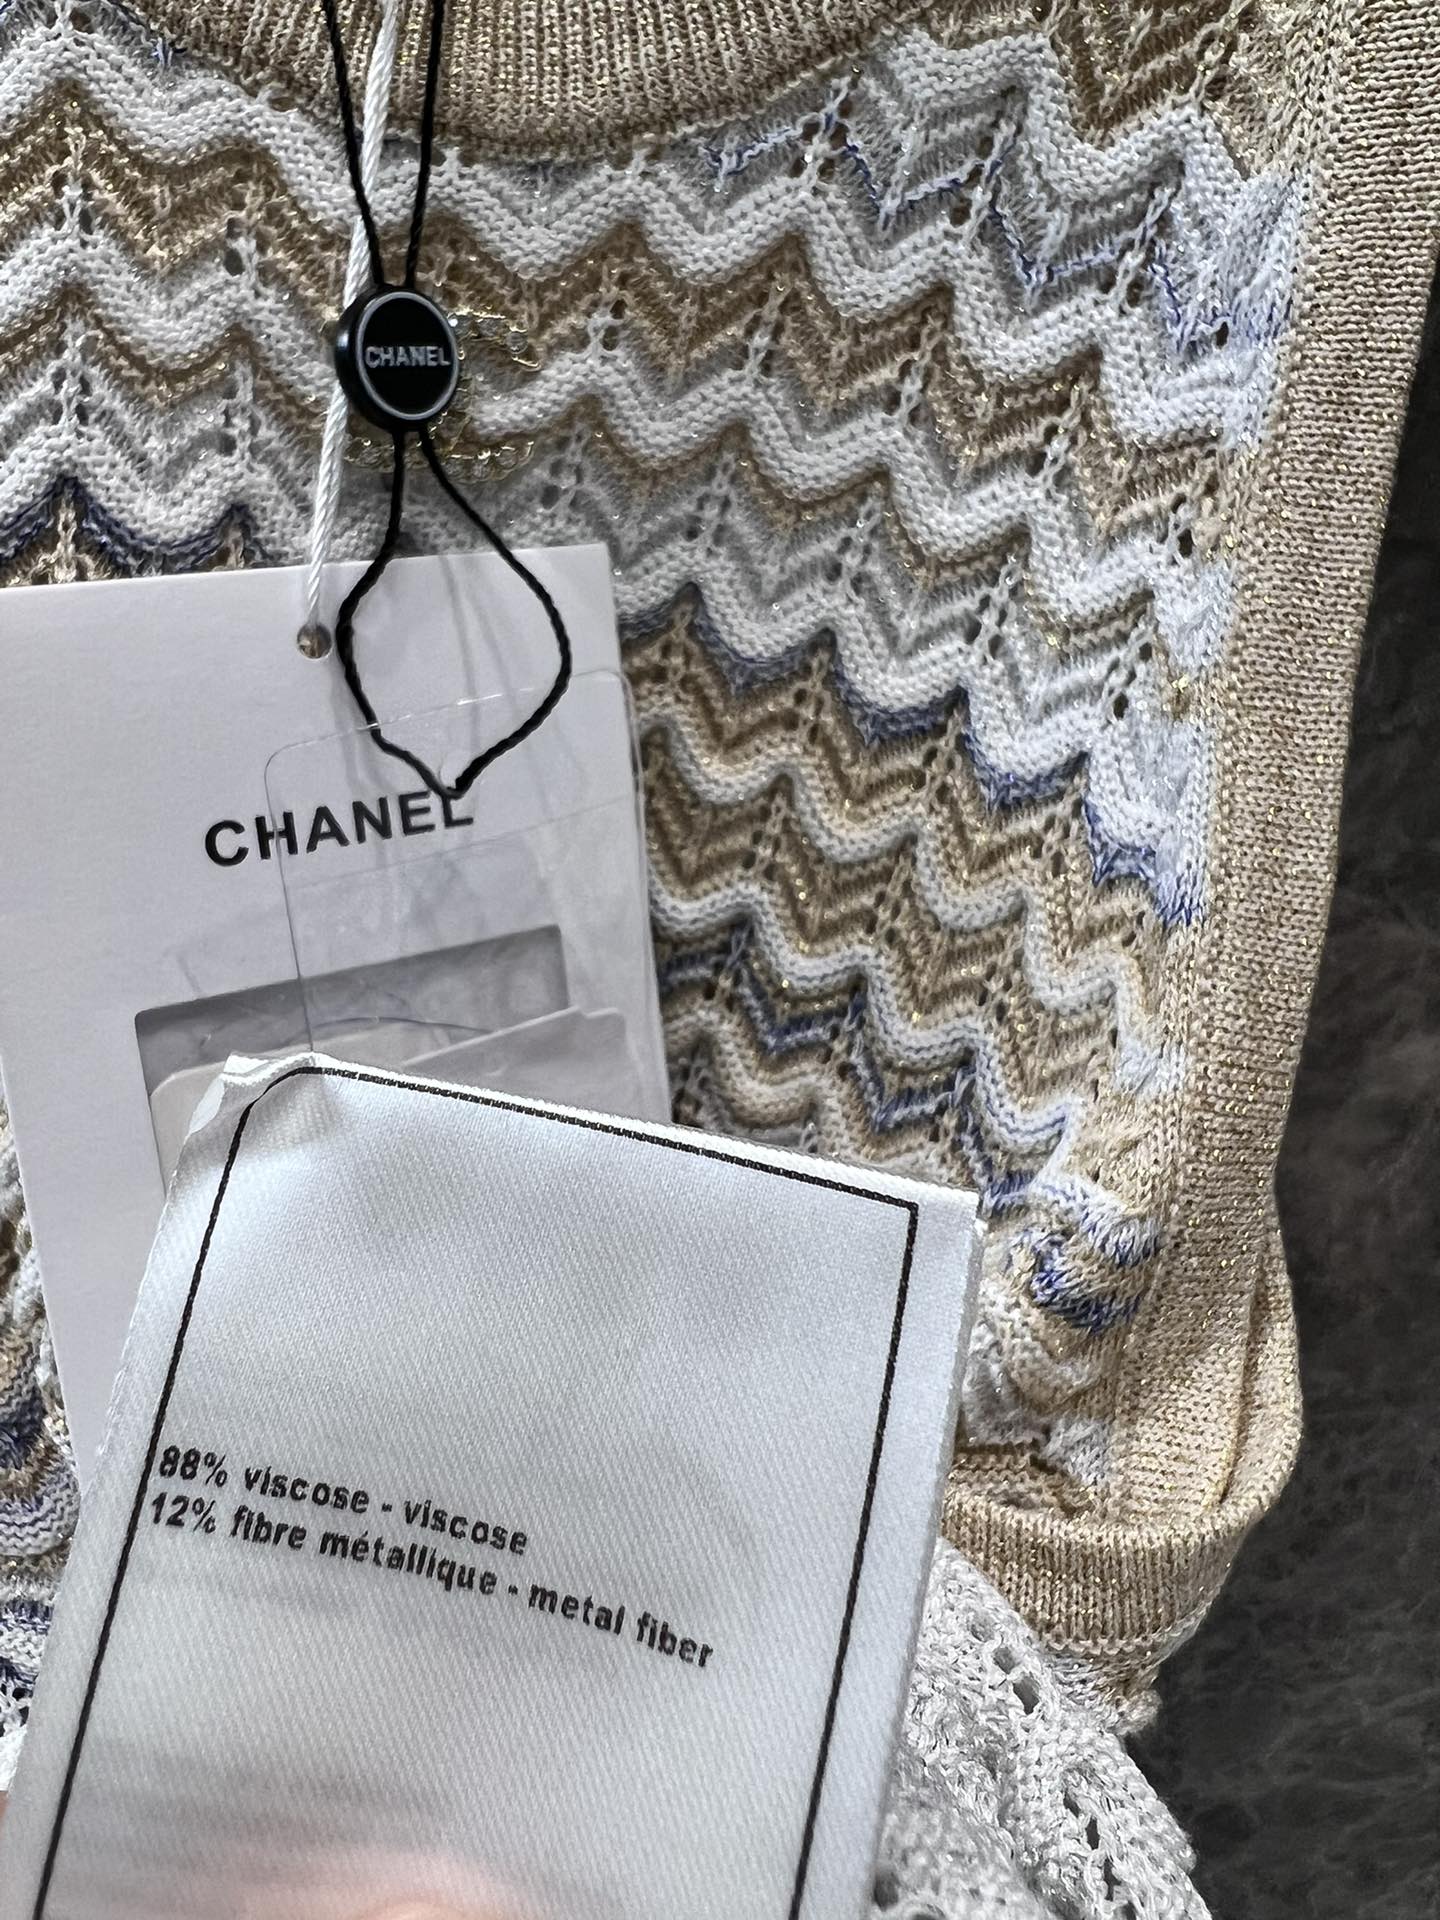 CHANEL
CHANEL
88% viscose - viscose
12% fibre métallique - metal fiber